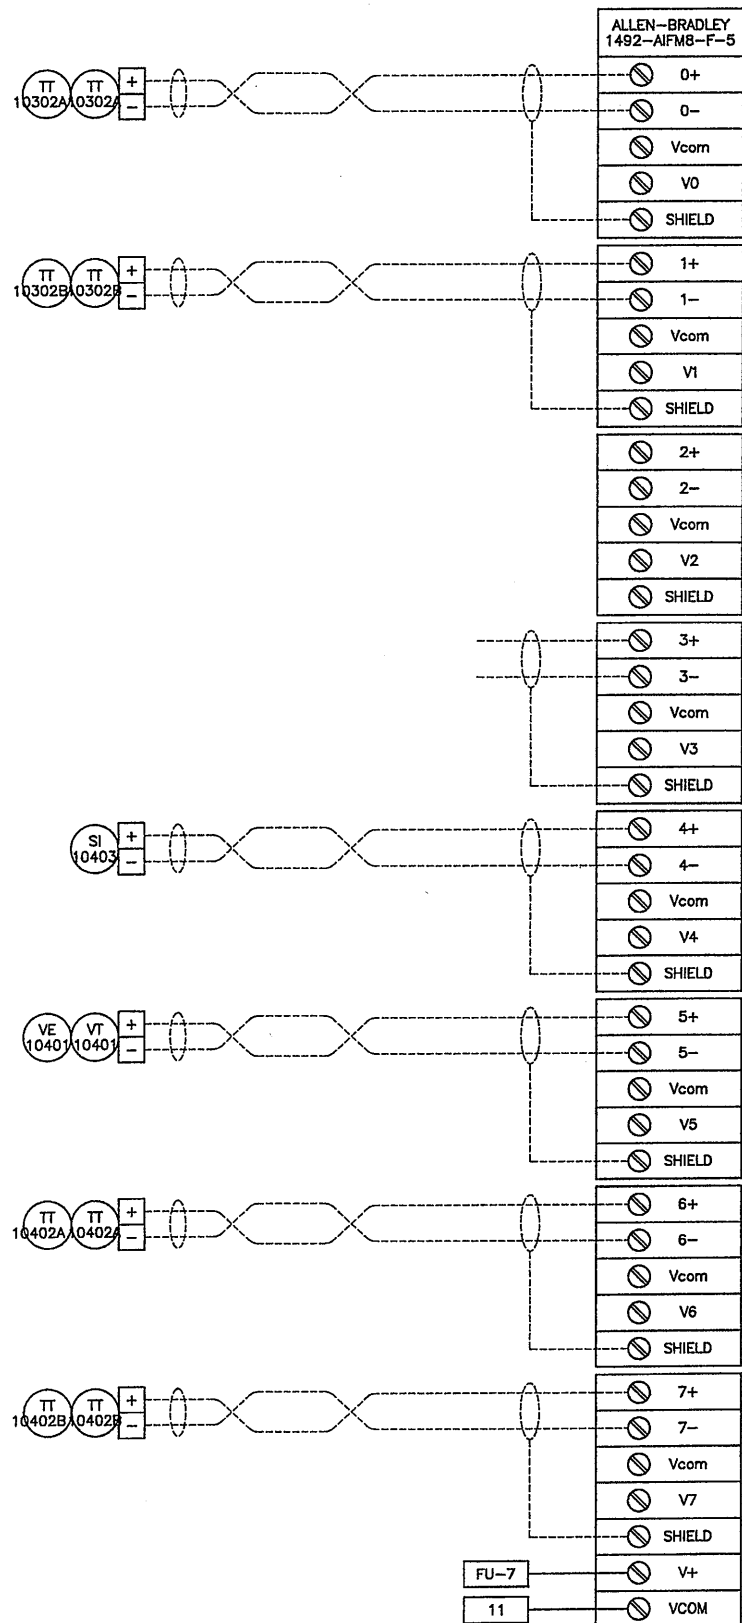 ALLEN-BRADLEY
1492-AIFM8-F-5
TT 10302A TT 10302A + 0+
- 0-
Vcom
V0
SHIELD
TT 10302B TT 10302B + 1+
- 1-
Vcom
V1
SHIELD
2+
2-
Vcom
V2
SHIELD
3+
3-
Vcom
V3
SHIELD
SI 10403 + 4+
- 4-
Vcom
V4
SHIELD
VE 10401 VT 10401 + 5+
- 5-
Vcom
V5
SHIELD
TT 10402A TT 10402A + 6+
- 6-
Vcom
V6
SHIELD
TT 10402B TT 10402B + 7+
- 7-
Vcom
V7
SHIELD
FU-7 V+
11 VCOM